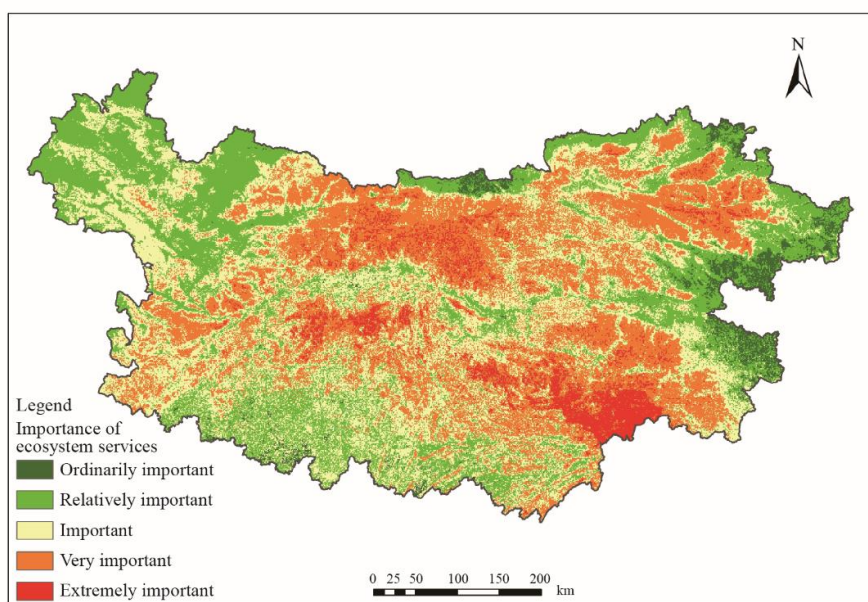 N
Legend
Importance of
ecosystem services
Ordinarily important
Relatively important
Important
Very important
Extremely important
0 25 50 100 150 200
km